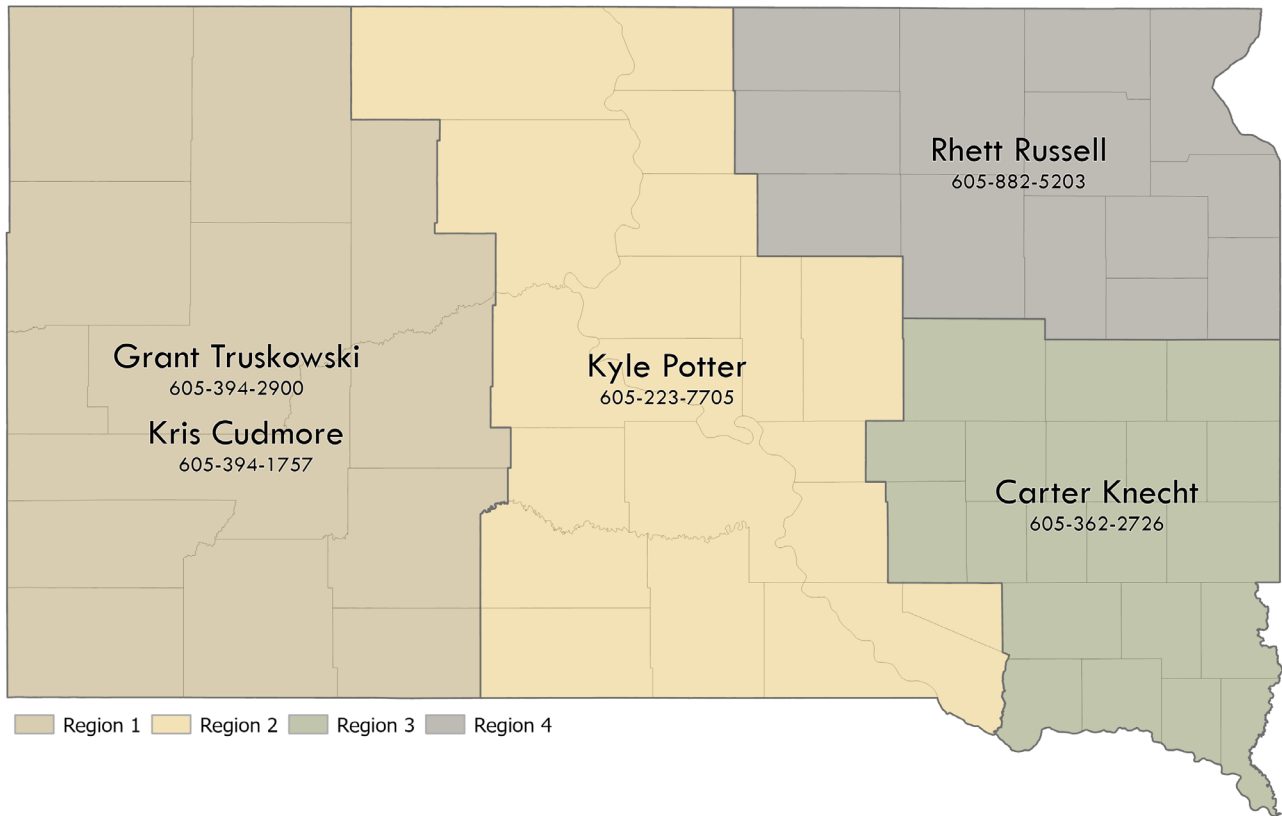 Rhett Russell
605-882-5203
Grant Truskowski
605-394-2900
Kris Cudmore
605-394-1757
Kyle Potter
605-223-7705
Carter Knecht
605-362-2726
Region 1 Region 2 Region 3 Region 4